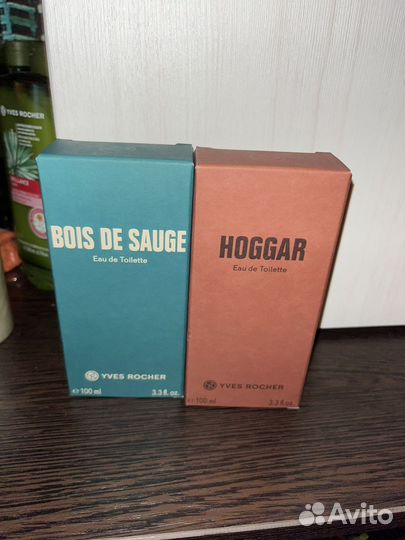 YVES ROCHER
BOIS DE SAUGE
Eau de Toilette
YVES ROCHER
e 100 ml 3.3 fl. oz.
HOGGAR
Eau de Toilette
YVES ROCHER
e 100 ml 3.3 fl. oz.
Avito